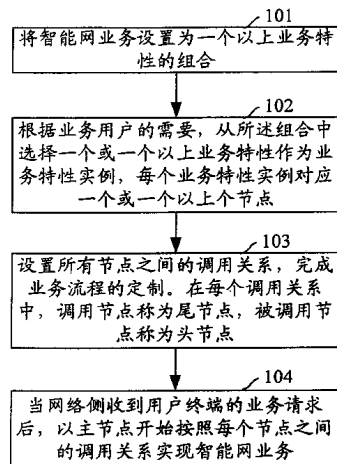 101
将智能网业务设置为一个以上业务特
性的组合
102
根据业务用户的需要，从所述组合中
选择一个或一个以上业务特性作为业
务特性实例，每个业务特性实例对应
一个或一个以上个节点
103
设置所有节点之间的调用关系，完成
业务流程的定制。在每个调用关系
中，调用节点称为尾节点，被调用节
点称为头节点
104
当网络侧收到用户终端的业务请求
后，以主节点开始按照每个节点之间
的调用关系实现智能网业务